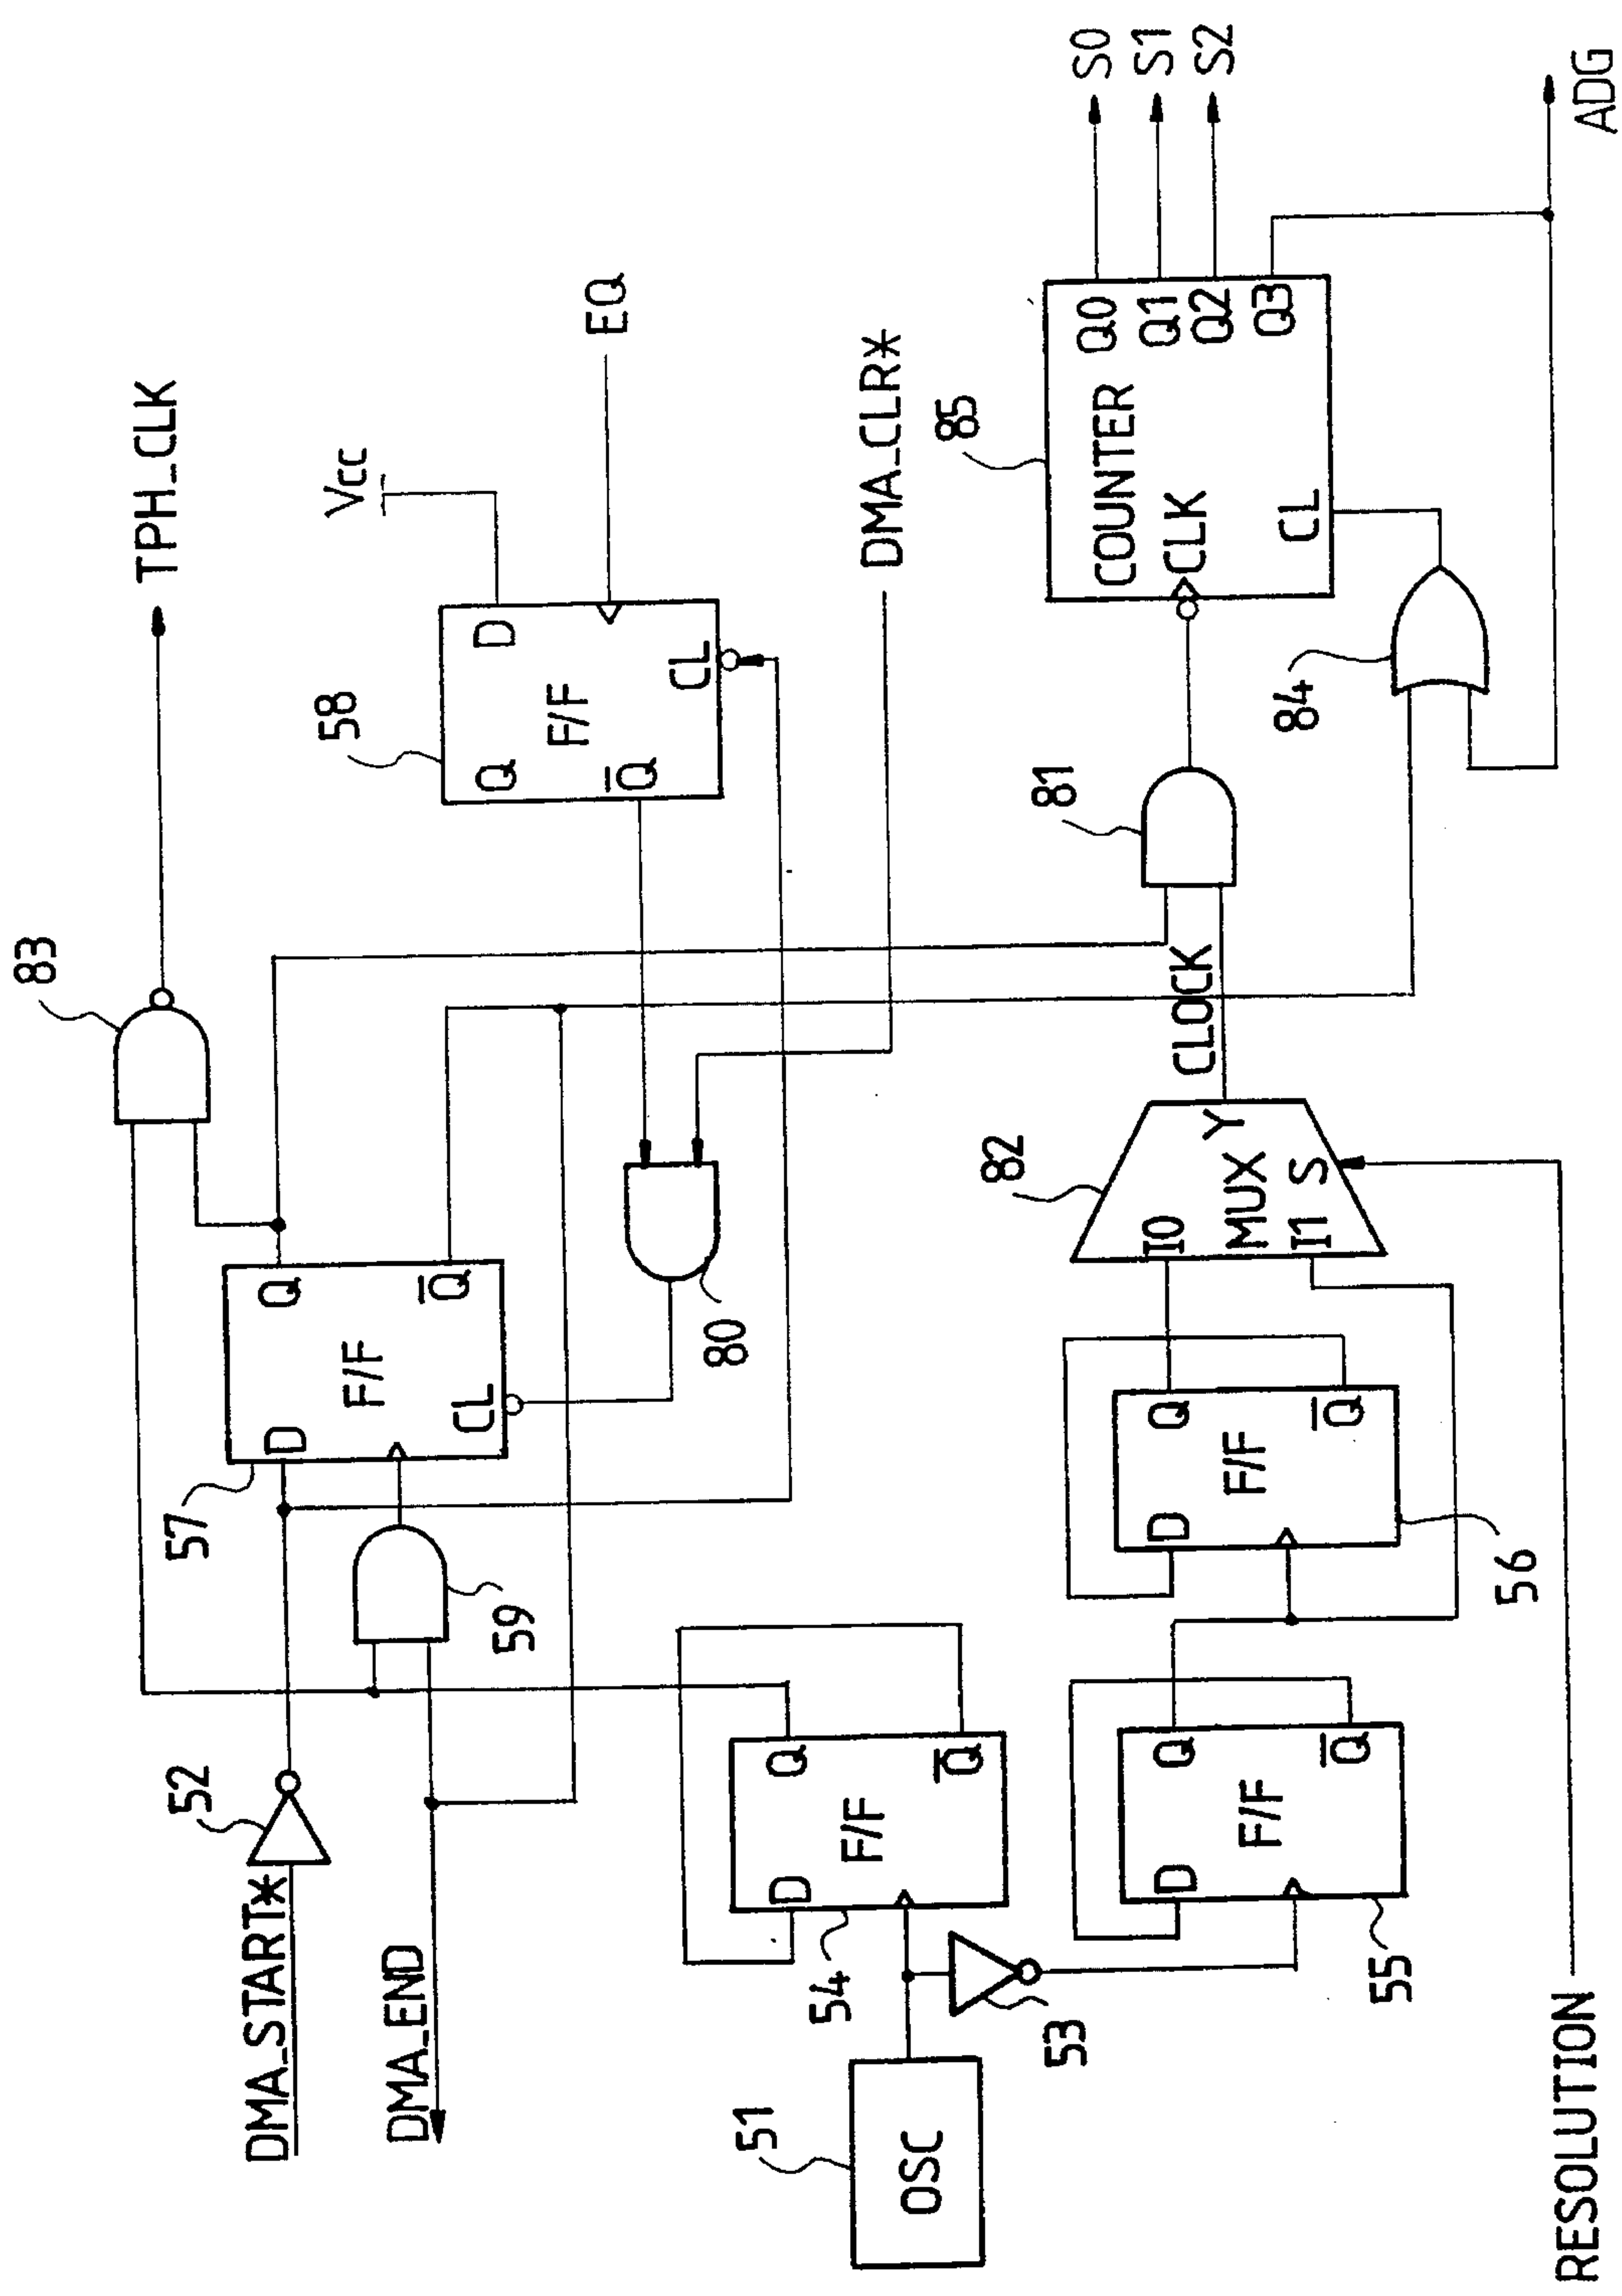 DMA_START*
52
57
D
Q
F/F
Q̅
CL
83
TPH_CLK
DMA_END
59
58
Q
D
F/F
Q̅
CL
Vcc
EQ
80
DMA_CLR*
51
OSC
54
D
Q
F/F
Q̅
53
55
D
Q
F/F
Q̅
56
D
Q
F/F
Q̅
82
I0
MUX
Y
I1
S
CLOCK
81
85
COUNTER
CLK
CL
Q0
Q1
Q2
Q3
S0
S1
S2
84
ADG
RESOLUTION